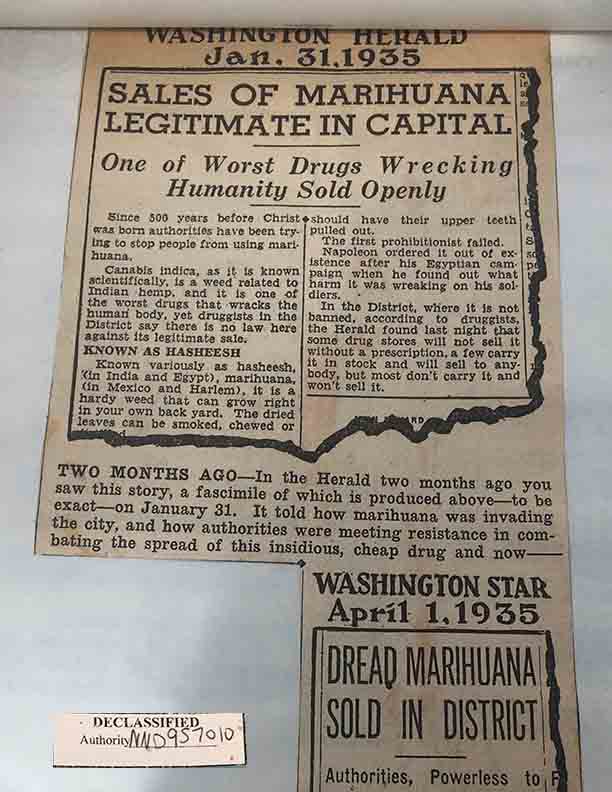 WASHINGTON HERALD
Jan. 31, 1935
SALES OF MARIHUANA
LEGITIMATE IN CAPITAL
One of Worst Drugs Wrecking
Humanity Sold Openly
Since 500 years before Christ
was born authorities have been try-
ing to stop people from using mari-
huana.
Canabis indica, as it is known
scientifically, is a weed related to
Indian hemp, and it is one of
the worst drugs that wracks the
human body, yet druggists in the
District say there is no law here
against its legitimate sale.
KNOWN AS HASHEESH
Known variously as hasheesh,
(in India and Egypt), marihuana,
(in Mexico and Harlem), it is a
hardy weed that can grow right
in your own back yard. The dried
leaves can be smoked, chewed or
should have their upper teeth
pulled out.
The first prohibitionist failed.
Napoleon ordered it out of ex-
istence after his Egyptian cam-
paign when he found out what
harm it was wreaking on his sol-
diers.
In the District, where it is not
banned, according to druggists,
the Herald found last night that
some drug stores will not sell it
without a prescription, a few carry
it in stock and will sell to any-
body, but most don't carry it and
won't sell it.
TWO MONTHS AGO—In the Herald two months ago you
saw this story, a fascimile of which is produced above—to be
exact—on January 31. It told how marihuana was invading
the city, and how authorities were meeting resistance in com-
bating the spread of this insidious, cheap drug and now—
WASHINGTON STAR
April 1, 1935
DREAD MARIHUANA
SOLD IN DISTRICT
Authorities, Powerless to
DECLASSIFIED
Authority NND957010